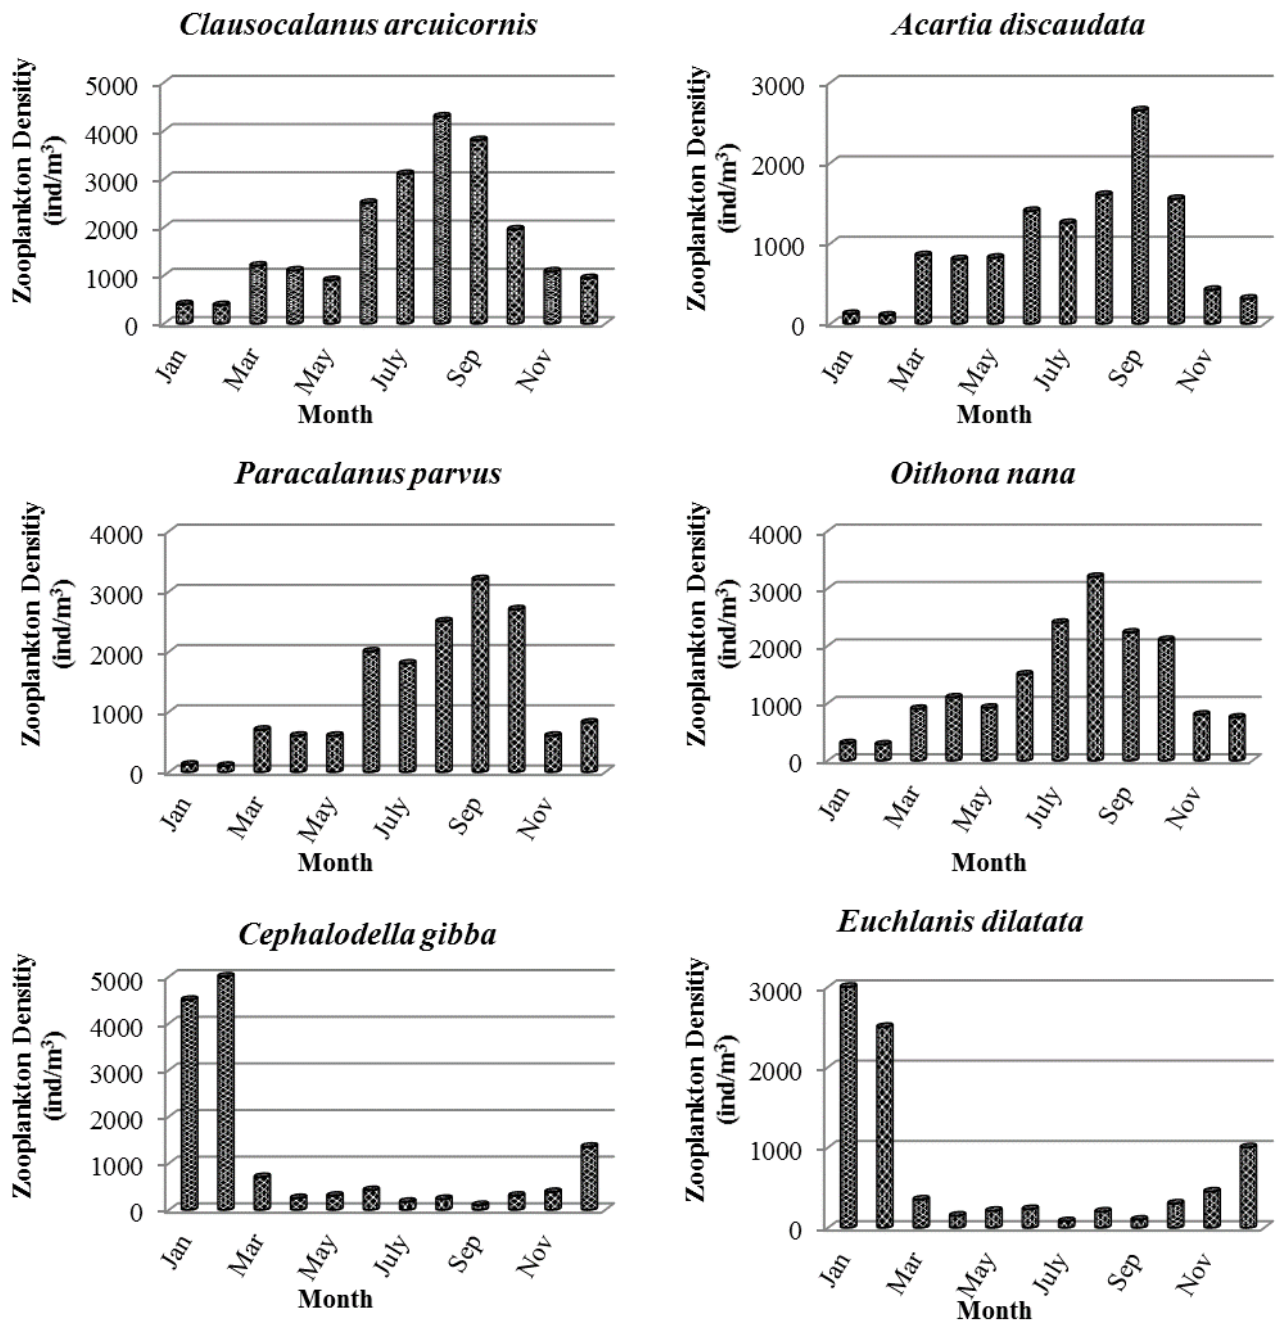 Clausocalanus arcuicornis
Zooplankton Densitiy
(ind/m³)
5000
4000
3000
2000
1000
0
Jan
Mar
May
July
Sep
Nov
Month
Acartia discaudata
Zooplankton Densitiy
(ind/m³)
3000
2000
1000
0
Jan
Mar
May
July
Sep
Nov
Month
Paracalanus parvus
Zooplankton Densitiy
(ind/m³)
4000
3000
2000
1000
0
Jan
Mar
May
July
Sep
Nov
Month
Oithona nana
Zooplankton Densitiy
(ind/m³)
4000
3000
2000
1000
0
Jan
Mar
May
July
Sep
Nov
Month
Cephalodella gibba
Zooplankton Densitiy
(ind/m³)
5000
4000
3000
2000
1000
0
Jan
Mar
May
July
Sep
Nov
Month
Euchlanis dilatata
Zooplankton Densitiy
(ind/m³)
3000
2000
1000
0
Jan
Mar
May
July
Sep
Nov
Month